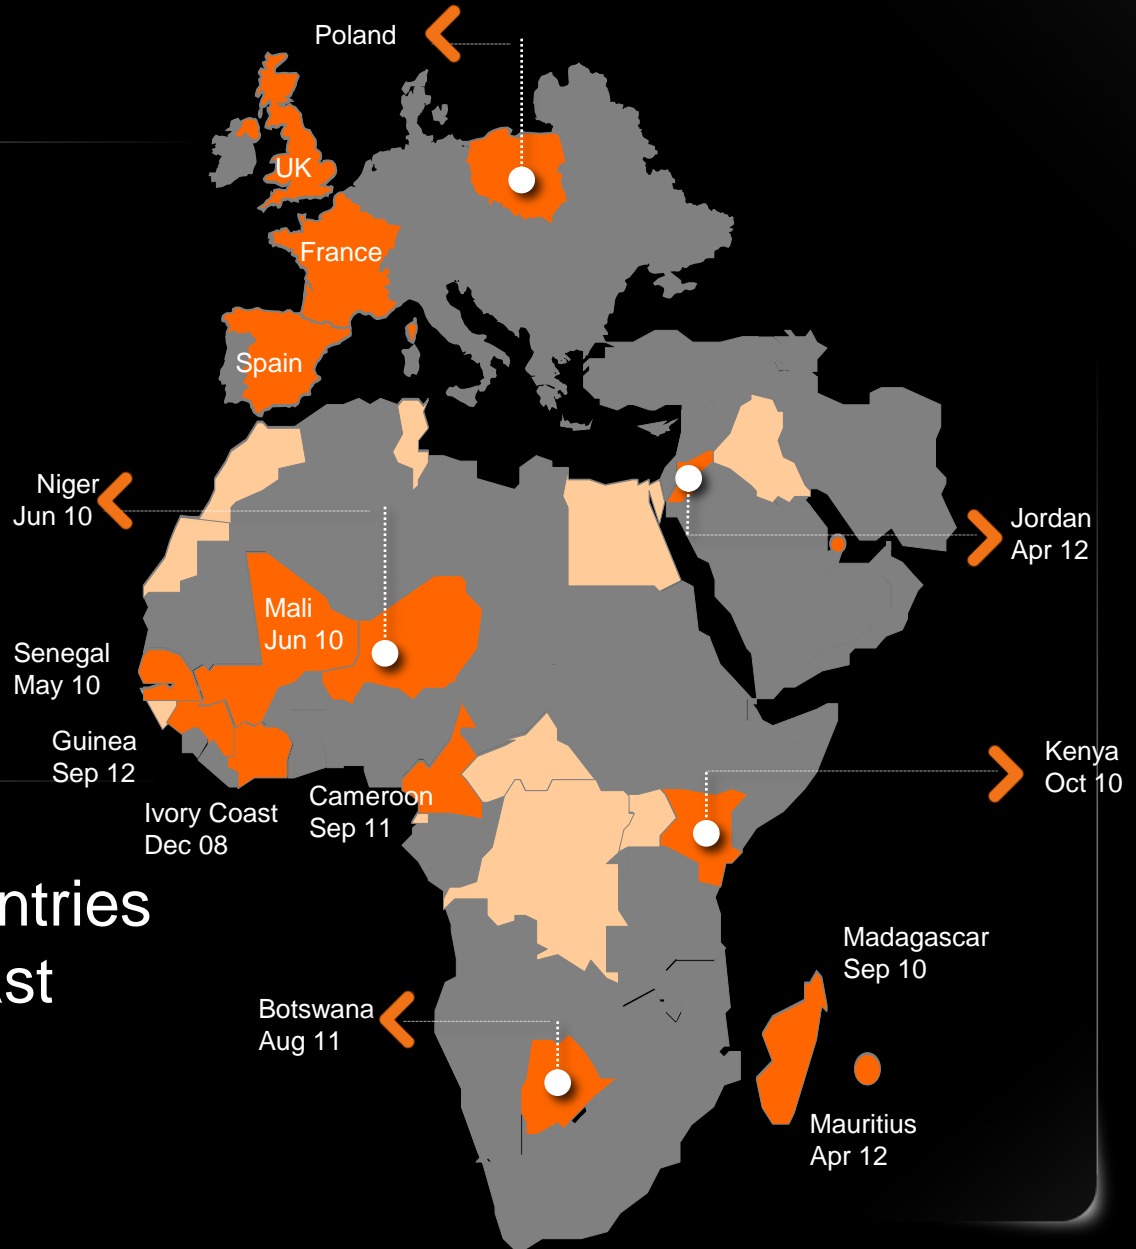 Poland
UK
France
Spain
Niger
Jun 10
Jordan
Apr 12
Mali
Jun 10
Senegal
May 10
Guinea
Sep 12
Kenya
Oct 10
Ivory Coast
Dec 08
Cameroon
Sep 11
ntries
st
Madagascar
Sep 10
Botswana
Aug 11
Mauritius
Apr 12